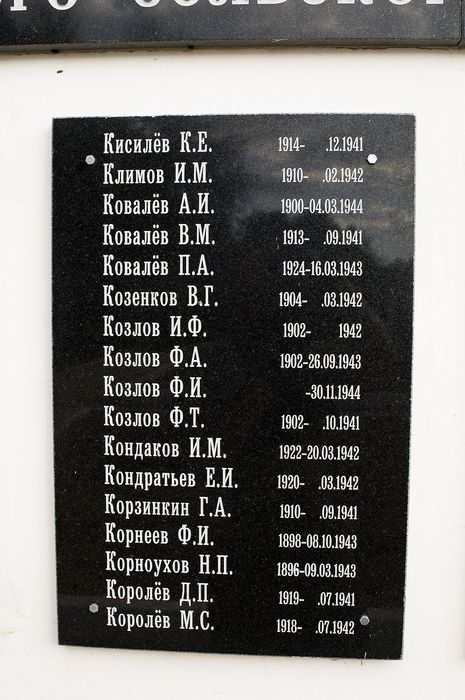 Кисилёв К.Е. 1914- .12.1941
Климов И.М. 1910- .02.1942
Ковалёв А.И. 1900-04.03.1944
Ковалёв В.М. 1913- .09.1941
Ковалёв П.А. 1924-16.03.1943
Козенков В.Г. 1904- .03.1942
Козлов И.Ф. 1902- 1942
Козлов Ф.А. 1902-26.09.1943
Козлов Ф.И. -30.11.1944
Козлов Ф.Т. 1902- .10.1941
Кондаков И.М. 1922-20.03.1942
Кондратьев Е.И. 1920- .03.1942
Корзинкин Г.А. 1910- .09.1941
Корнеев Ф.И. 1898-08.10.1943
Корноухов Н.П. 1896-09.03.1943
Королёв Д.П. 1919- .07.1941
Королёв М.С. 1918- .07.1942